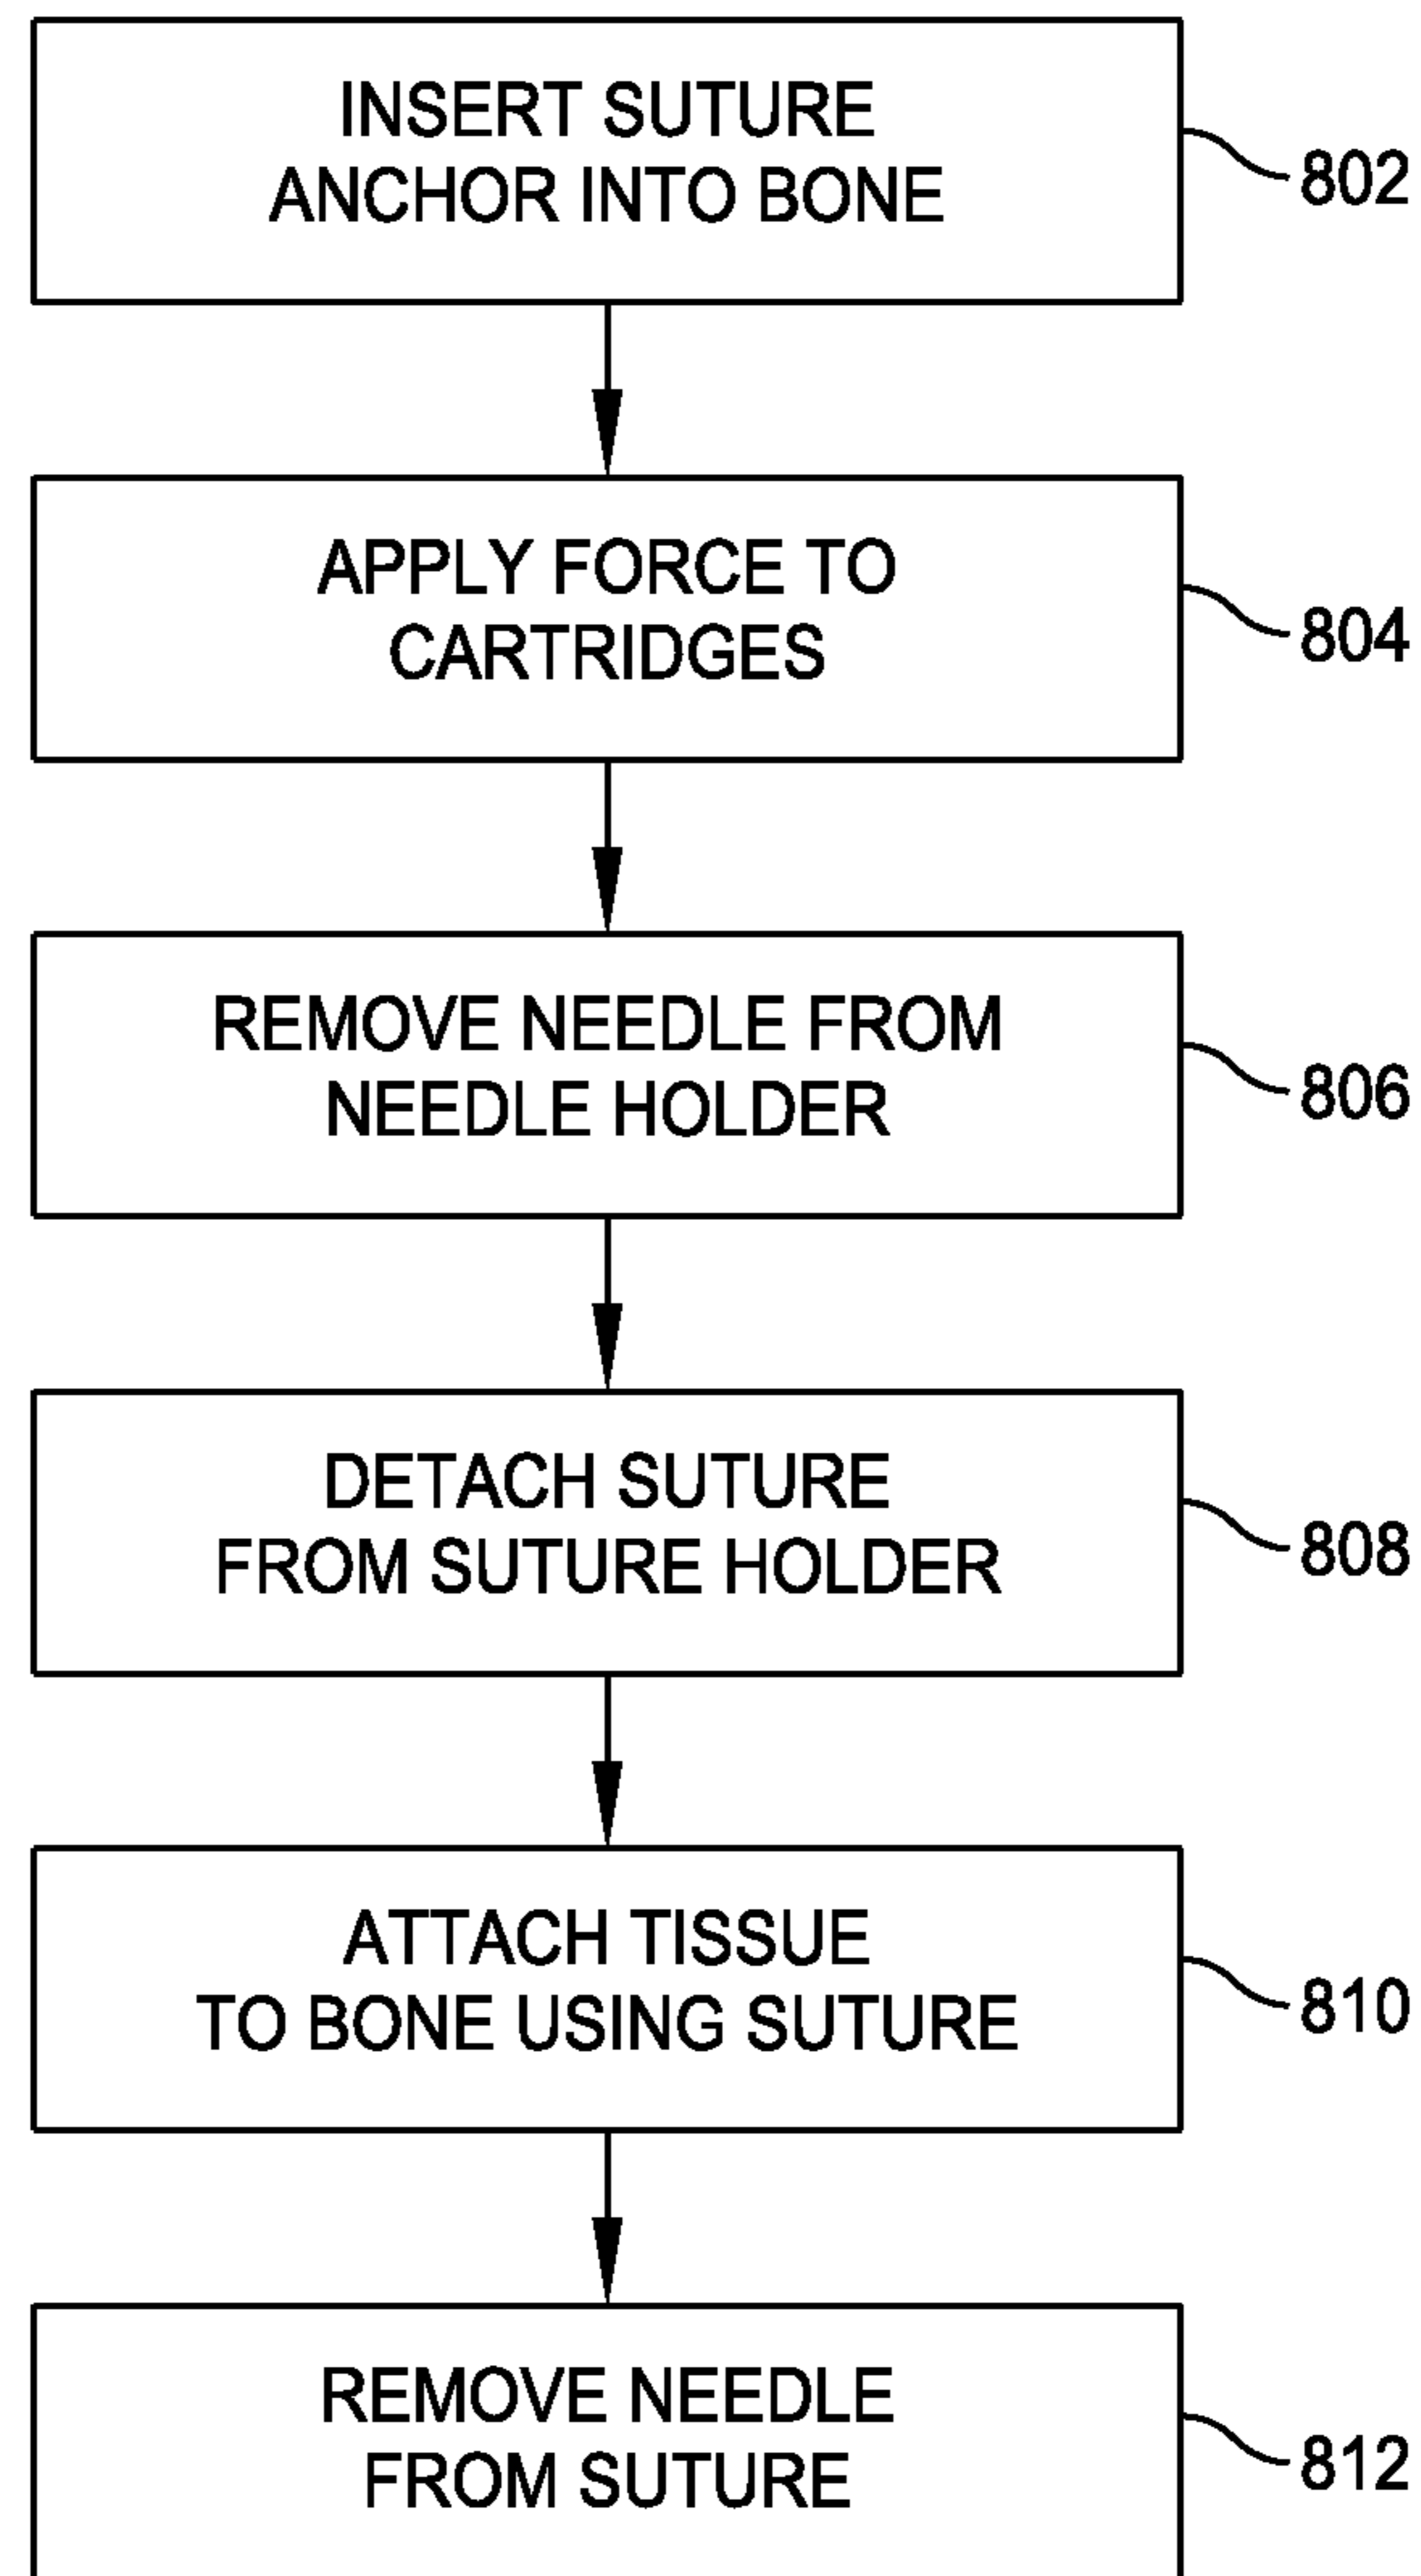 INSERT SUTURE
ANCHOR INTO BONE
802
APPLY FORCE TO
CARTRIDGES
804
REMOVE NEEDLE FROM
NEEDLE HOLDER
806
DETACH SUTURE
FROM SUTURE HOLDER
808
ATTACH TISSUE
TO BONE USING SUTURE
810
REMOVE NEEDLE
FROM SUTURE
812